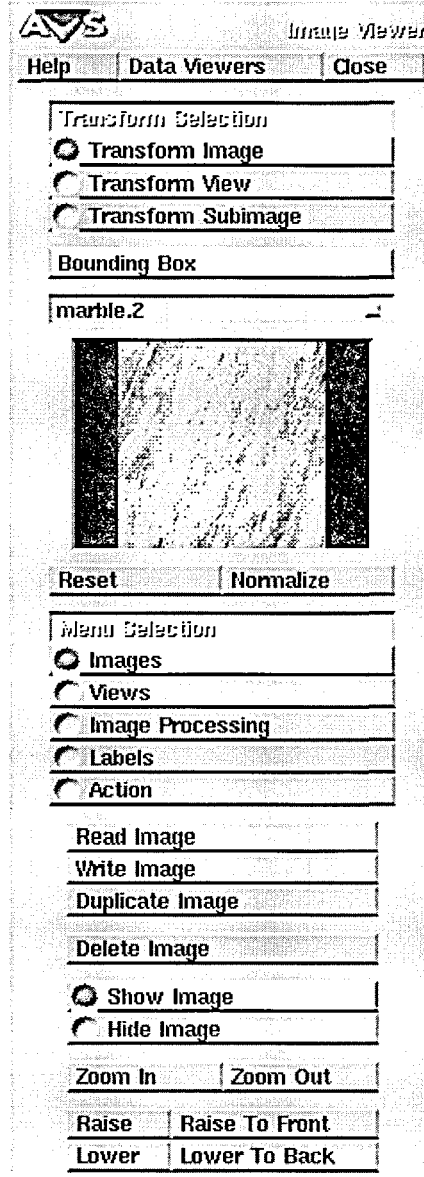 AVS Image Viewer
Help Data Viewers Close
Transform Selection
Transform Image
Transform View
Transform Subimage
Bounding Box
marble.2
Reset Normalize
Menu Selection
Images
Views
Image Processing
Labels
Action
Read Image
Write Image
Duplicate Image
Delete Image
Show Image
Hide Image
Zoom In Zoom Out
Raise Raise To Front
Lower Lower To Back